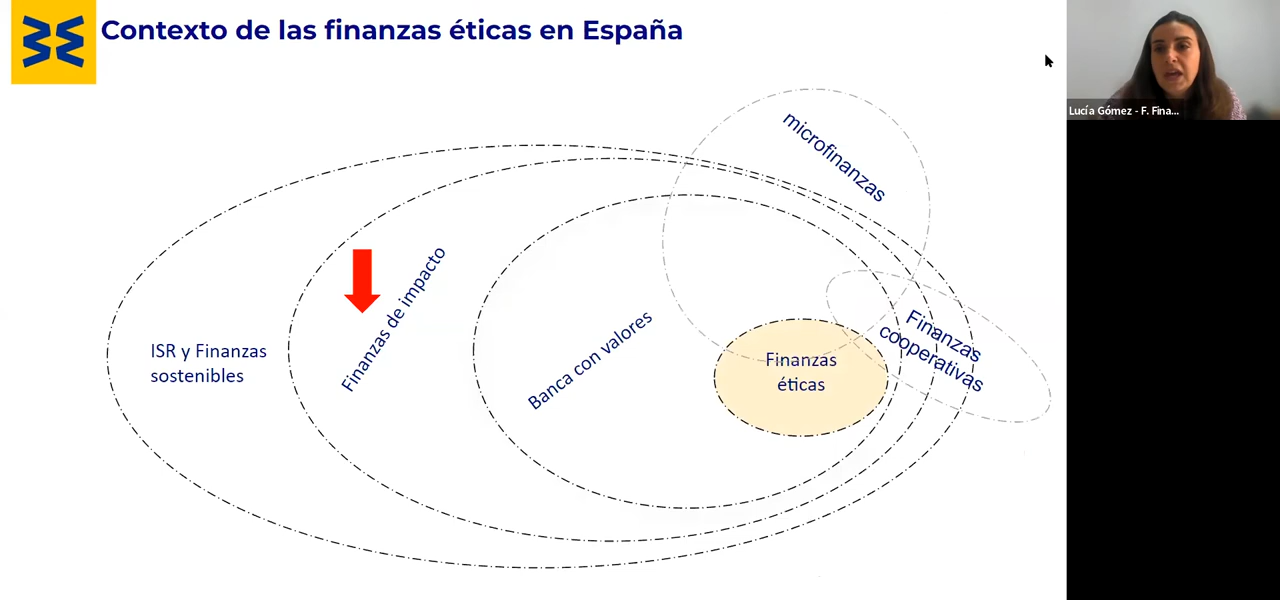 Contexto de las finanzas éticas en España
Lucía Gómez - F. Fina...
microfinanzas
Finanzas de impacto
Banca con valores
Finanzas
cooperativas
ISR y Finanzas
sostenibles
Finanzas
éticas